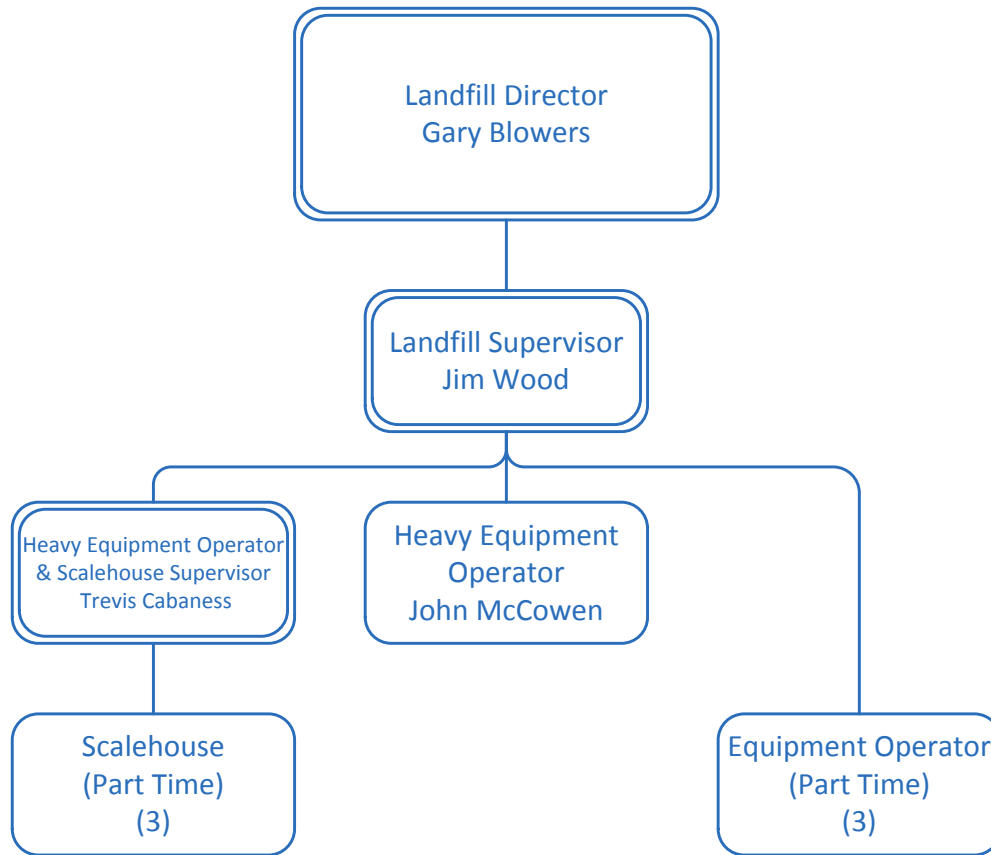 Landfill Director
Gary Blowers
Landfill Supervisor
Jim Wood
Heavy Equipment Operator
& Scalehouse Supervisor
Trevis Cabaness
Heavy Equipment
Operator
John McCowen
Scalehouse
(Part Time)
(3)
Equipment Operator
(Part Time)
(3)